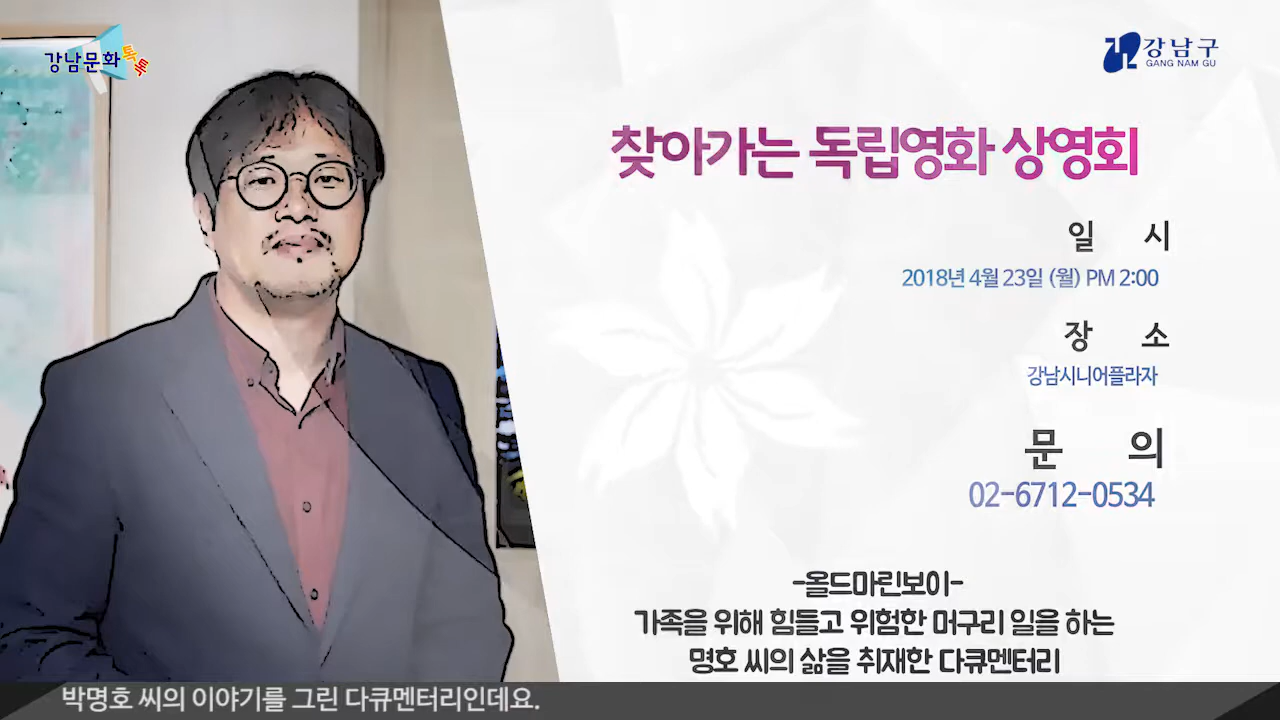 강남문화톡톡
강남구
GANG NAM GU
찾아가는 독립영화 상영회
일 시
2018년 4월 23일 (월) PM 2:00
장 소
강남시니어플라자
문 의
02-6712-0534
-올드마린보이-
가족을 위해 힘들고 위험한 머구리 일을 하는
명호 씨의 삶을 취재한 다큐멘터리
박명호 씨의 이야기를 그린 다큐멘터리인데요.